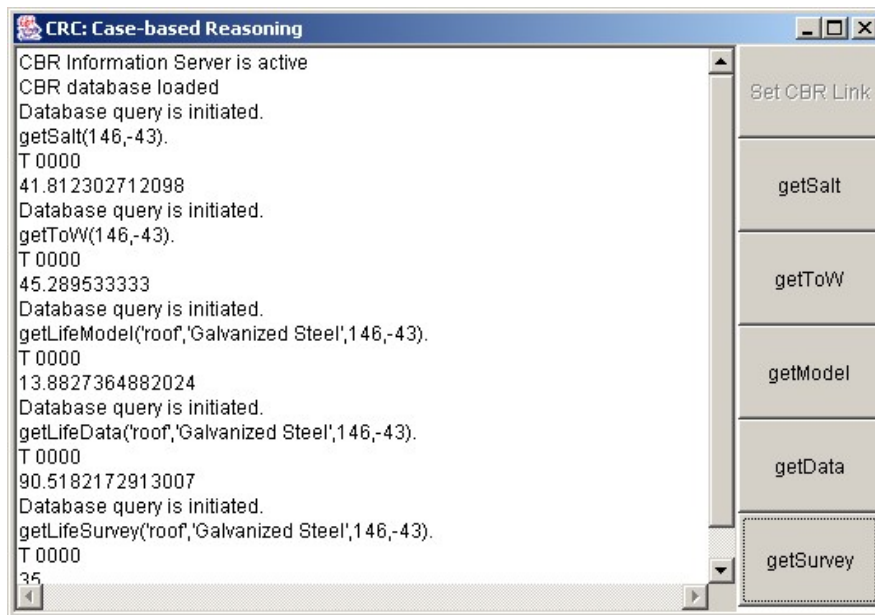 CRC: Case-based Reasoning
CBR Information Server is active
CBR database loaded
Database query is initiated.
getSalt(146,-43).
T 0000
41.812302712098
Database query is initiated.
getToW(146,-43).
T 0000
45.289533333
Database query is initiated.
getLifeModel('roof','Galvanized Steel',146,-43).
T 0000
13.8827364882024
Database query is initiated.
getLifeData('roof','Galvanized Steel',146,-43).
T 0000
90.5182172913007
Database query is initiated.
getLifeSurvey('roof','Galvanized Steel',146,-43).
T 0000
35
Set CBR Link
getSalt
getToW
getModel
getData
getSurvey